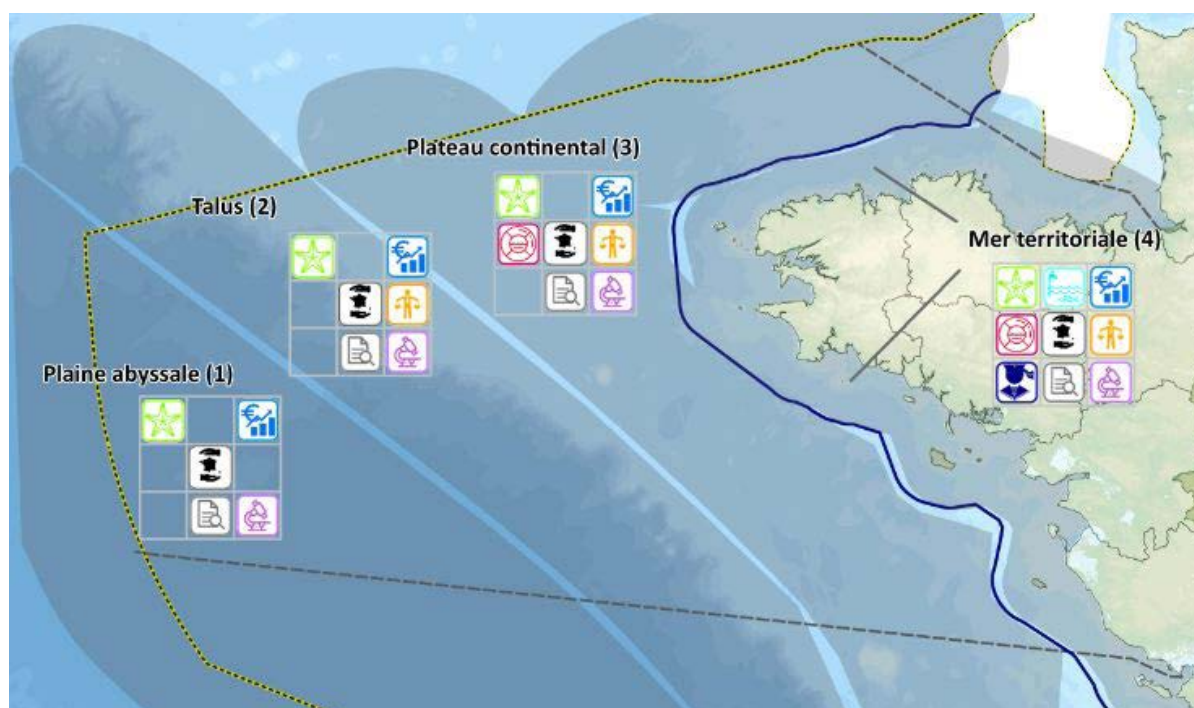 Plateau continental (3)
Talus (2)
Mer territoriale (4)
Plaine abyssale (1)